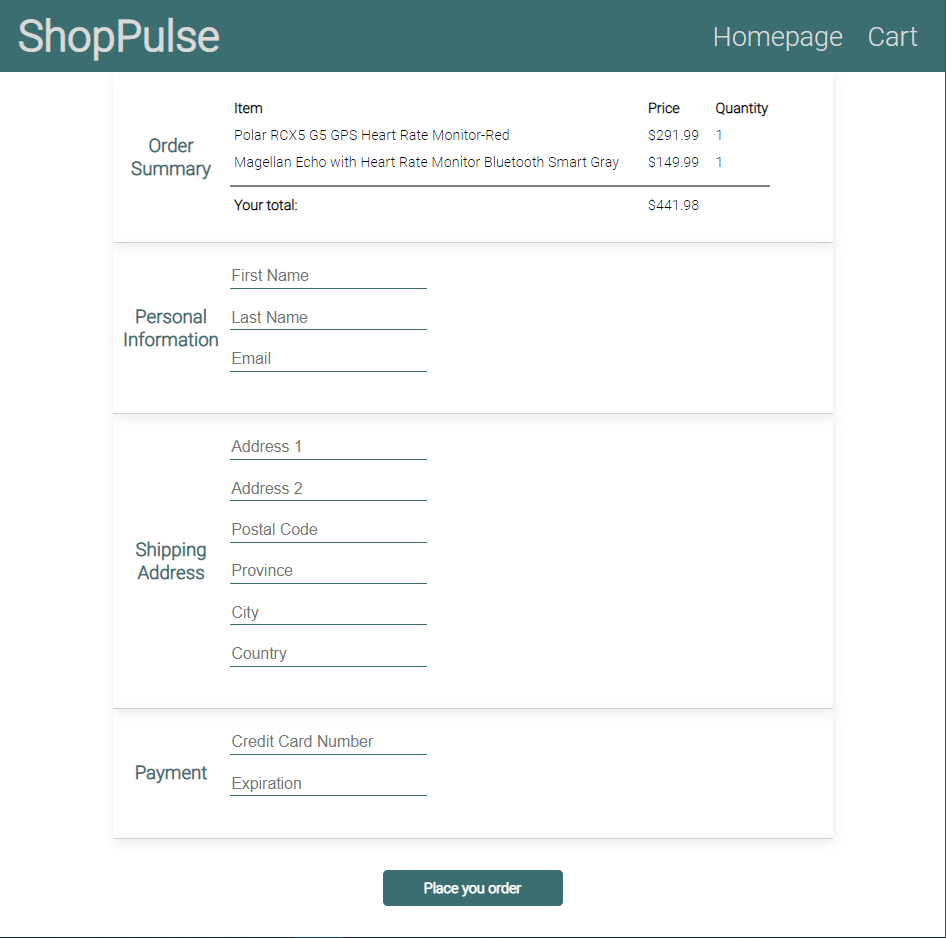 ShopPulse Homepage Cart
Item Price Quantity
Polar RCX5 G5 GPS Heart Rate Monitor-Red $291.99 1
Order Summary
Magellan Echo with Heart Rate Monitor Bluetooth Smart Gray $149.99 1
Your total: $441.98
First Name
Personal Information
Last Name
Email
Address 1
Address 2
Postal Code
Shipping Address
Province
City
Country
Credit Card Number
Payment
Expiration
Place you order